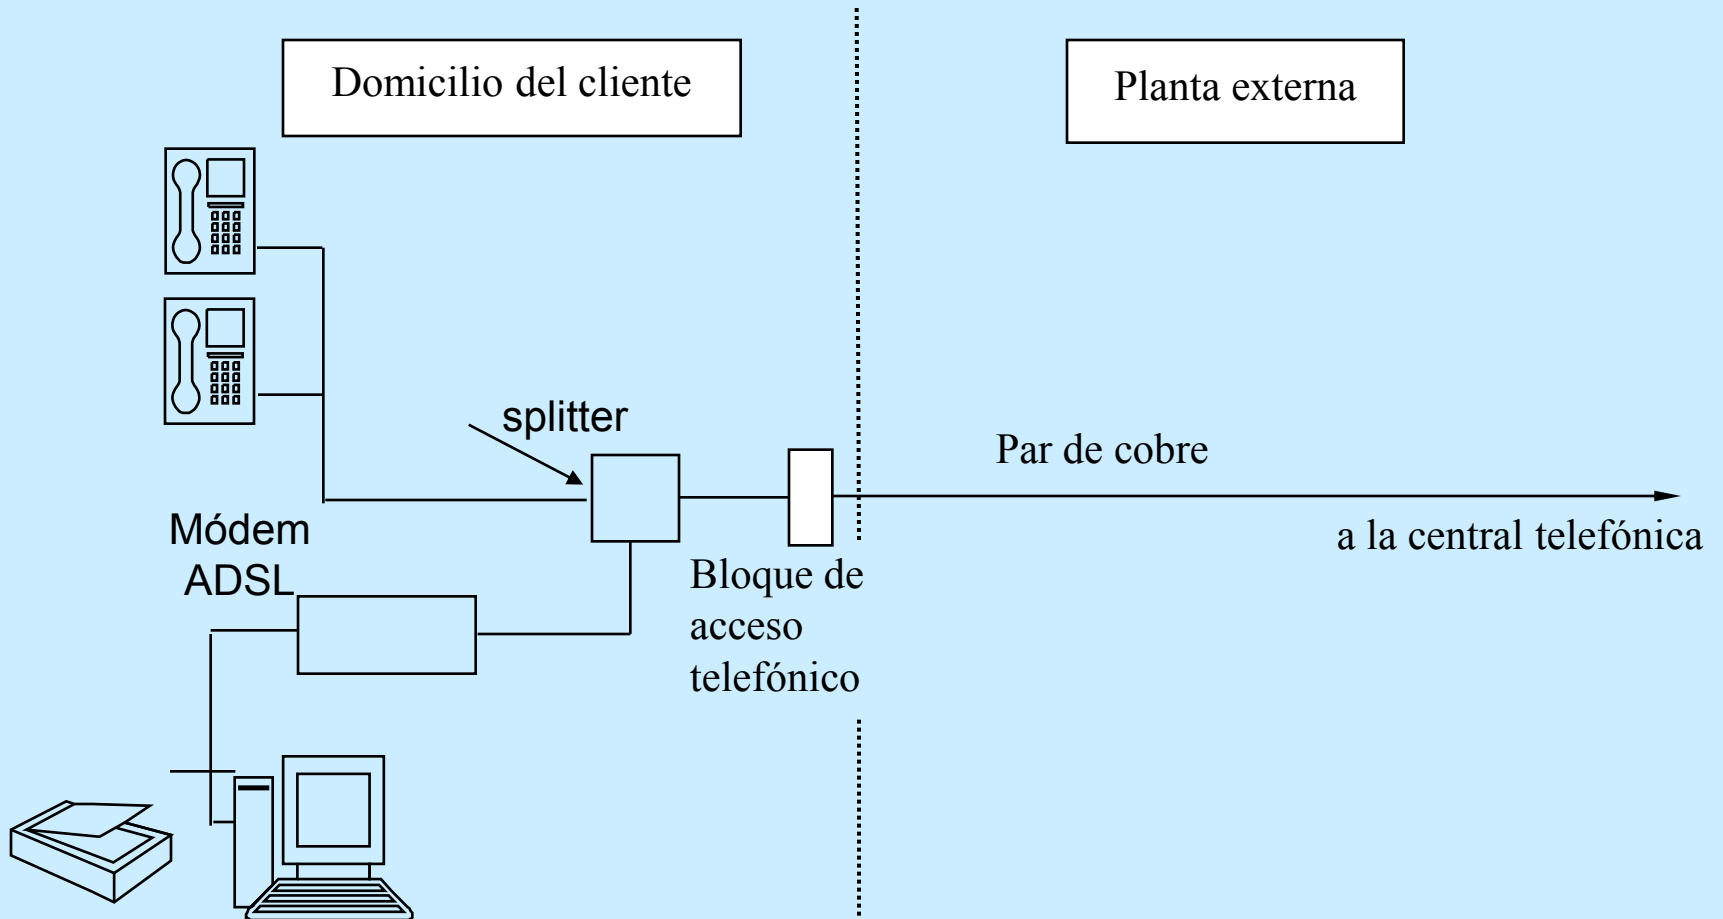 Domicilio del cliente
Planta externa
splitter
Par de cobre
a la central telefónica
Módem
ADSL
Bloque de
acceso
telefónico